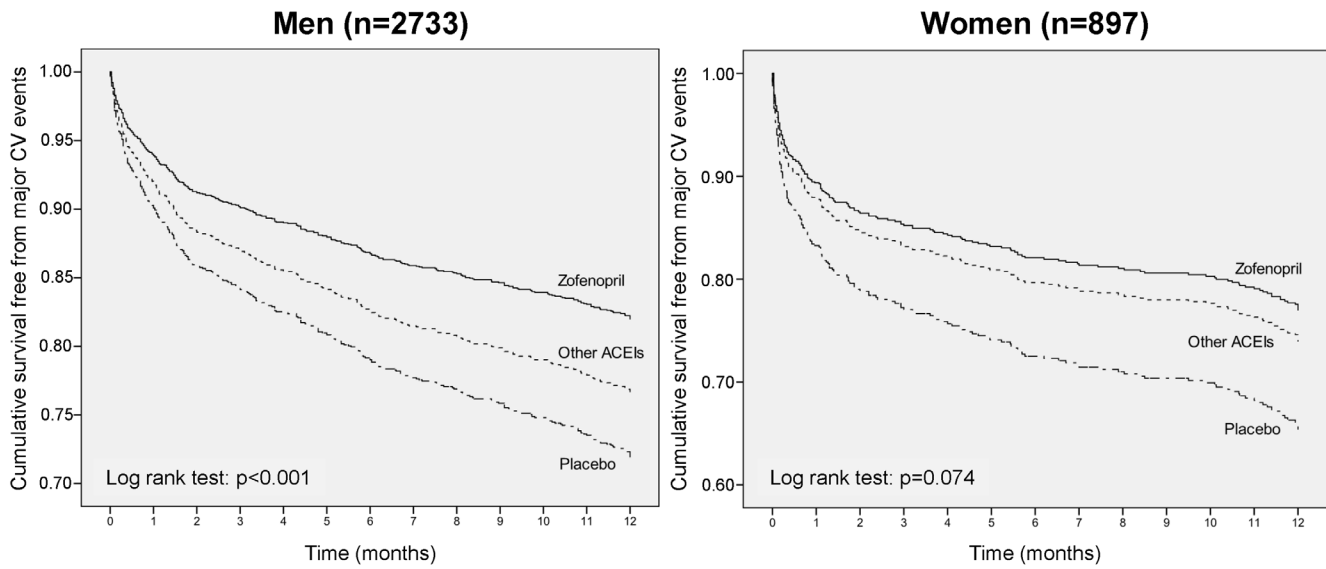 Men (n=2733)
Cumulative survival free from major CV events
1.00
0.95
0.90
0.85
0.80
0.75
0.70
Zofenopril
Other ACEIs
Placebo
Log rank test: p<0.001
0 1 2 3 4 5 6 7 8 9 10 11 12
Time (months)
Women (n=897)
Cumulative survival free from major CV events
1.00
0.90
0.80
0.70
0.60
Zofenopril
Other ACEIs
Placebo
Log rank test: p=0.074
0 1 2 3 4 5 6 7 8 9 10 11 12
Time (months)